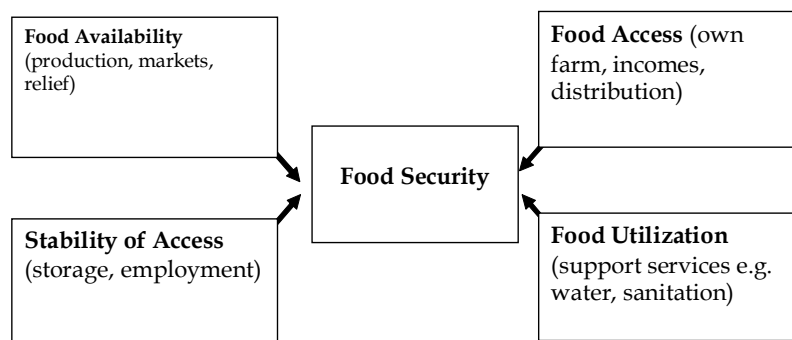 Food Availability
(production, markets,
relief)
Food Access (own
farm, incomes,
distribution)
Food Security
Stability of Access
(storage, employment)
Food Utilization
(support services e.g.
water, sanitation)